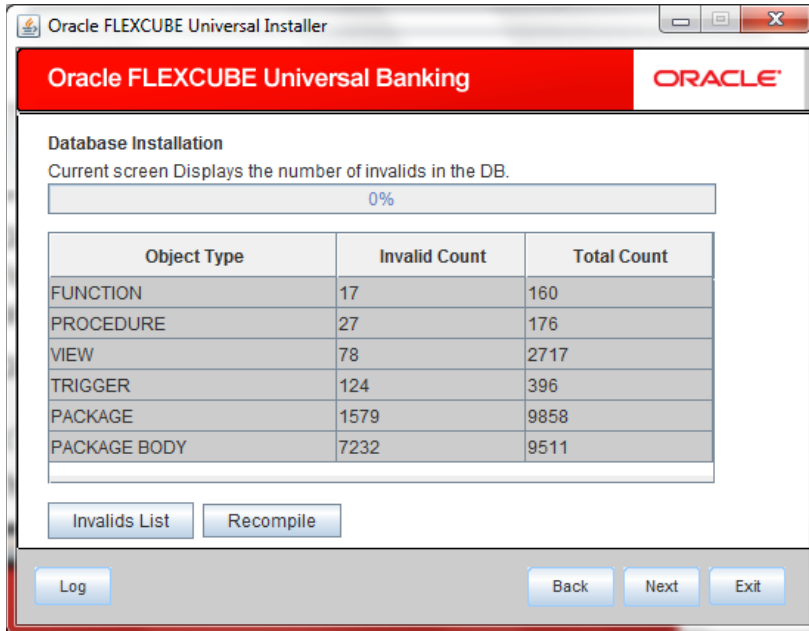 Oracle FLEXCUBE Universal Installer
Oracle FLEXCUBE Universal Banking
ORACLE
Database Installation
Current screen Displays the number of invalids in the DB.
0%
Object Type Invalid Count Total Count
FUNCTION 17 160
PROCEDURE 27 176
VIEW 78 2717
TRIGGER 124 396
PACKAGE 1579 9858
PACKAGE BODY 7232 9511
Invalids List Recompile
Log Back Next Exit